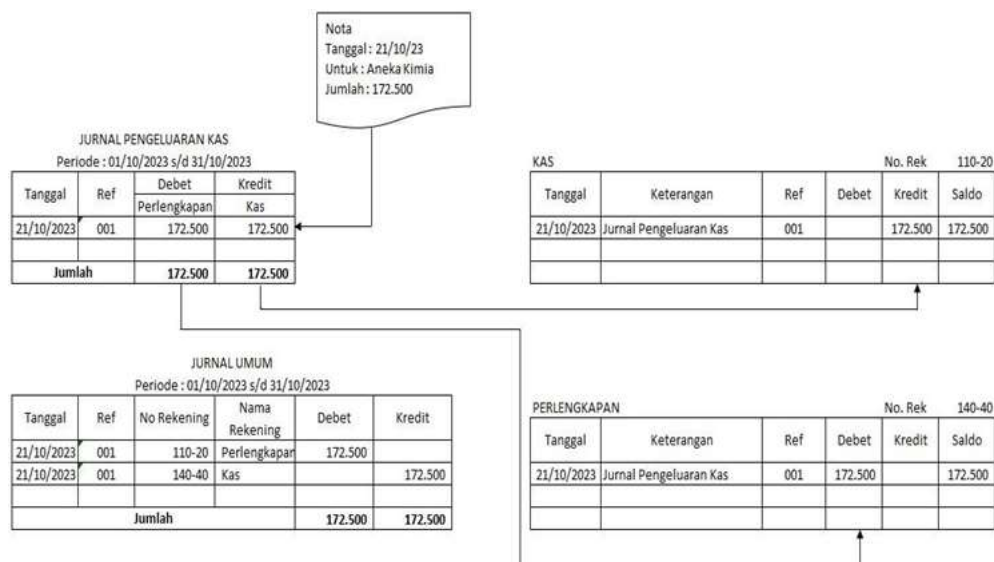 Nota
Tanggal : 21/10/23
Untuk : Aneka Kimia
Jumlah : 172.500
JURNAL PENGELUARAN KAS
Periode : 01/10/2023 s/d 31/10/2023
Tanggal Ref Debet Kredit
Perlengkapan Kas
21/10/2023 001 172.500 172.500
Jumlah 172.500 172.500
KAS No. Rek 110-20
Tanggal Keterangan Ref Debet Kredit Saldo
21/10/2023 Jurnal Pengeluaran Kas 001 172.500 172.500
JURNAL UMUM
Periode : 01/10/2023 s/d 31/10/2023
Tanggal Ref No Rekening Nama Rekening Debet Kredit
21/10/2023 001 110-20 Perlengkapan 172.500
21/10/2023 001 140-40 Kas 172.500
Jumlah 172.500 172.500
PERLENGKAPAN No. Rek 140-40
Tanggal Keterangan Ref Debet Kredit Saldo
21/10/2023 Jurnal Pengeluaran Kas 001 172.500 172.500